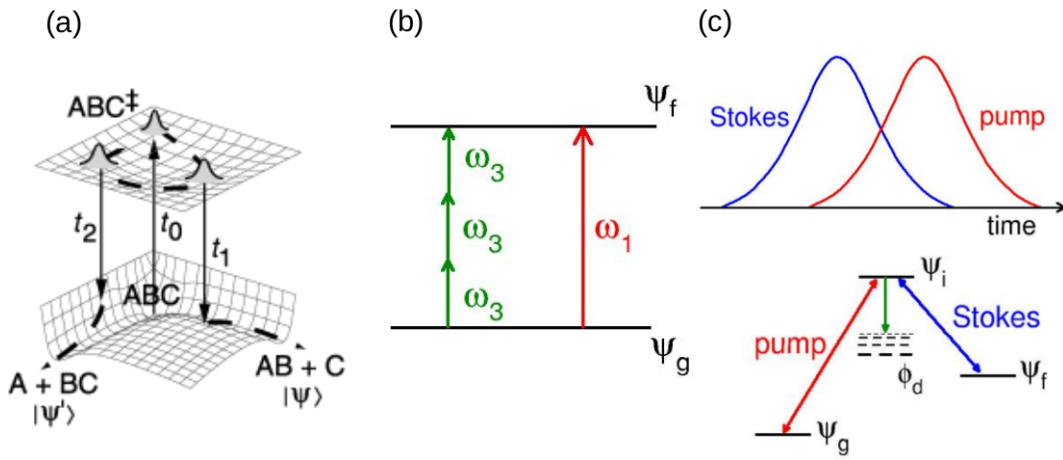 (a)
ABC‡
t₂
t₀
t₁
ABC
A + BC
|ψ'⟩
AB + C
|ψ⟩
(b)
ψf
ω₃
ω₃
ω₃
ω₁
ψg
(c)
Stokes
pump
time
ψi
pump
Stokes
ϕd
ψf
ψg